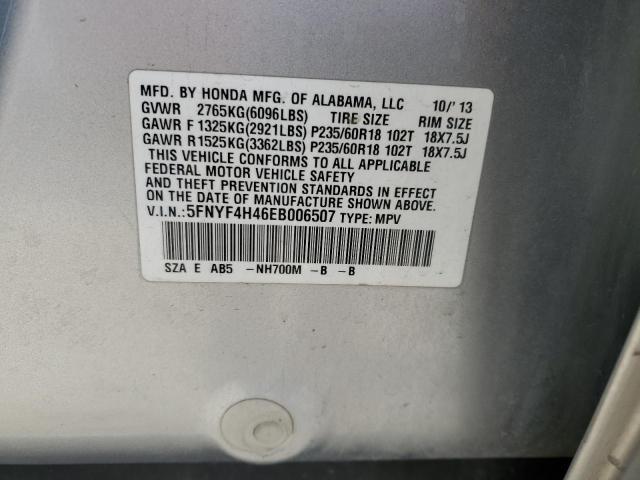 MFD. BY HONDA MFG. OF ALABAMA, LLC 10/'13
GVWR 2765KG(6096LBS) TIRE SIZE RIM SIZE
GAWR F 1325KG(2921LBS) P235/60R18 102T 18X7.5J
GAWR R1525KG(3362LBS) P235/60R18 102T 18X7.5J
THIS VEHICLE CONFORMS TO ALL APPLICABLE
FEDERAL MOTOR VEHICLE SAFETY
AND THEFT PREVENTION STANDARDS IN EFFECT
ON THE DATE OF MANUFACTURE SHOWN ABOVE.
V.I.N.:5FNYF4H46EB006507 TYPE: MPV
SZA E AB5 -NH700M -B -B